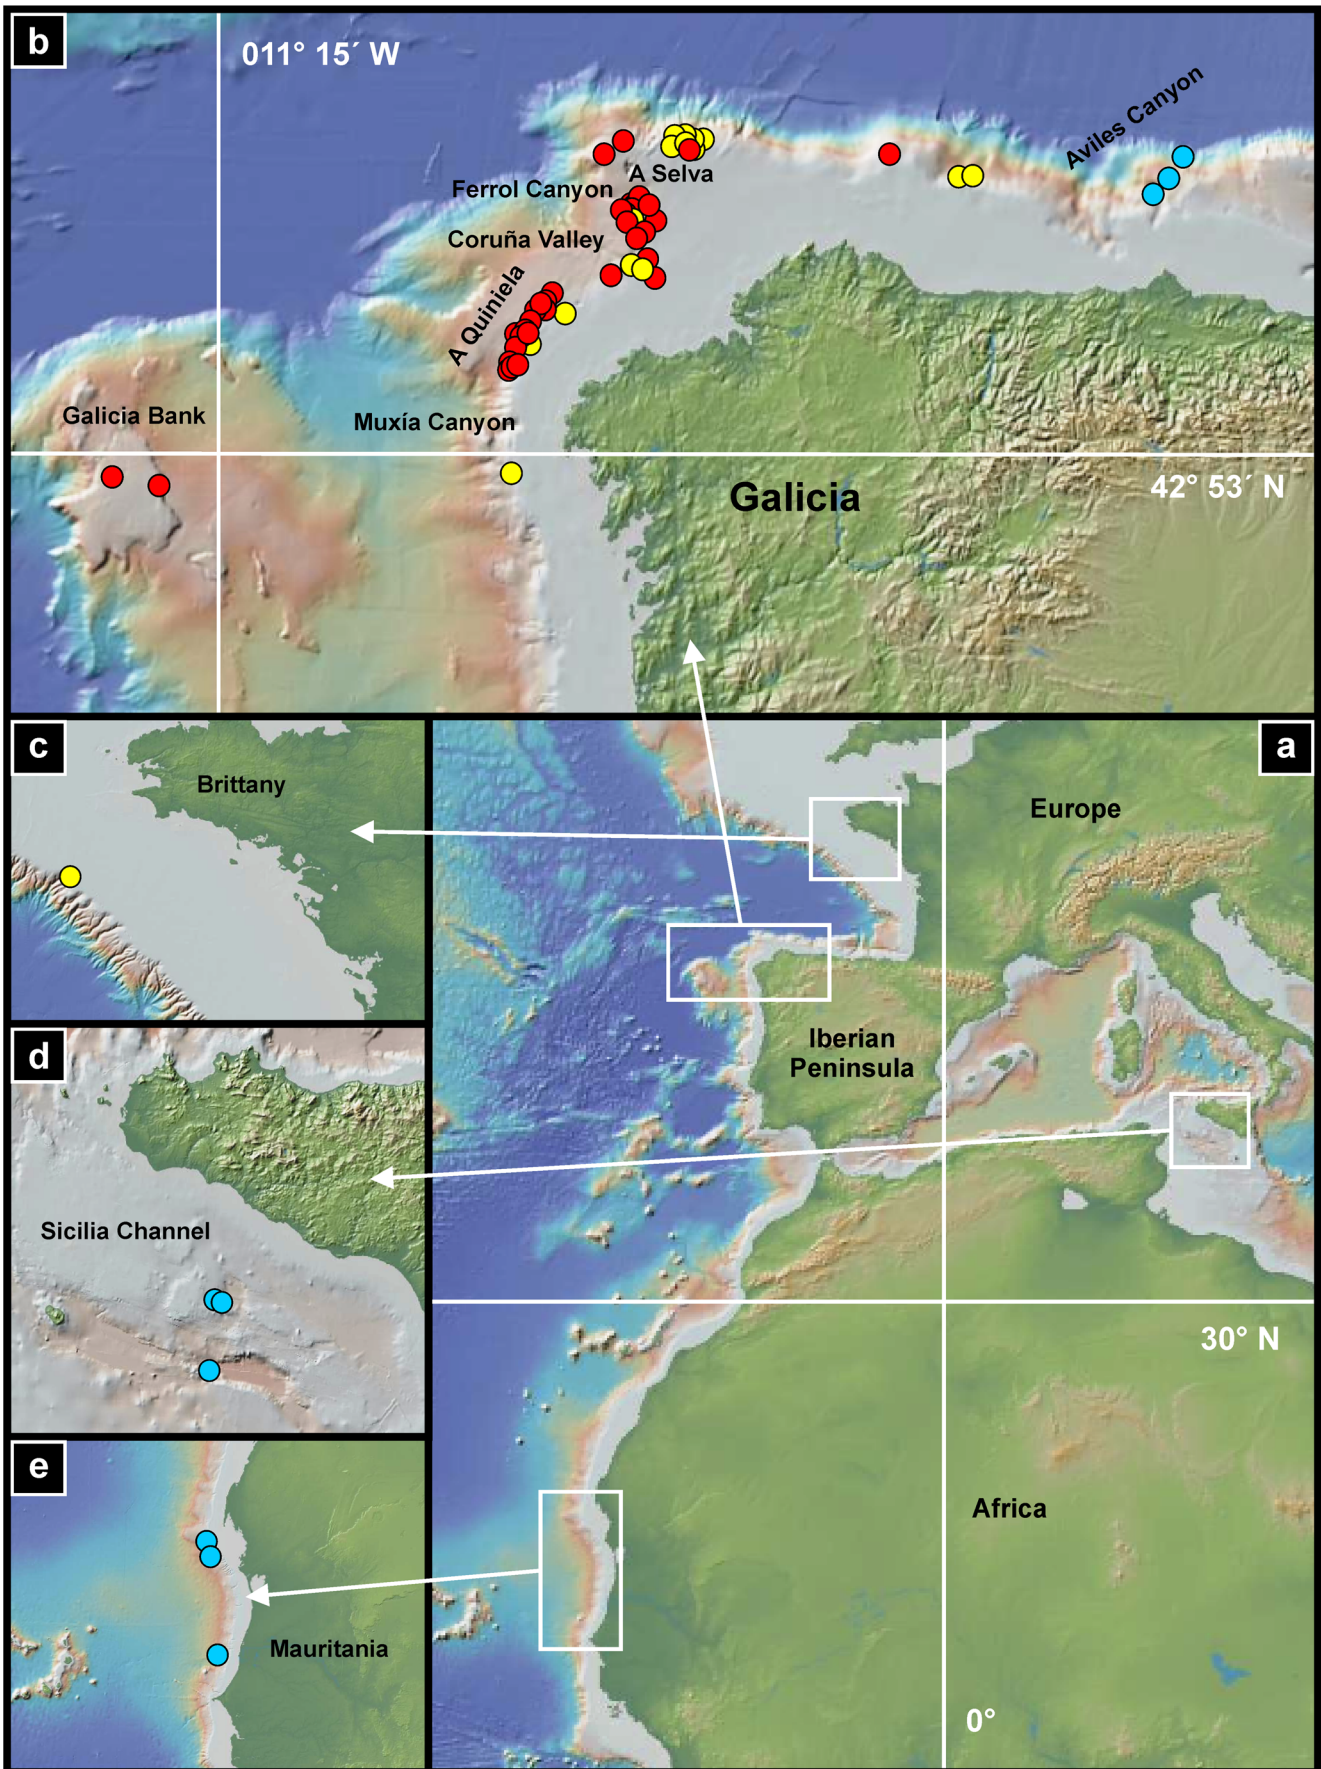 b
011° 15´ W
Aviles Canyon
A Selva
Ferrol Canyon
Coruña Valley
A Quiniela
Galicia Bank
Muxía Canyon
42° 53´ N
Galicia
c
Brittany
a
Europe
Iberian
Peninsula
d
Sicilia Channel
30° N
e
Africa
Mauritania
0°